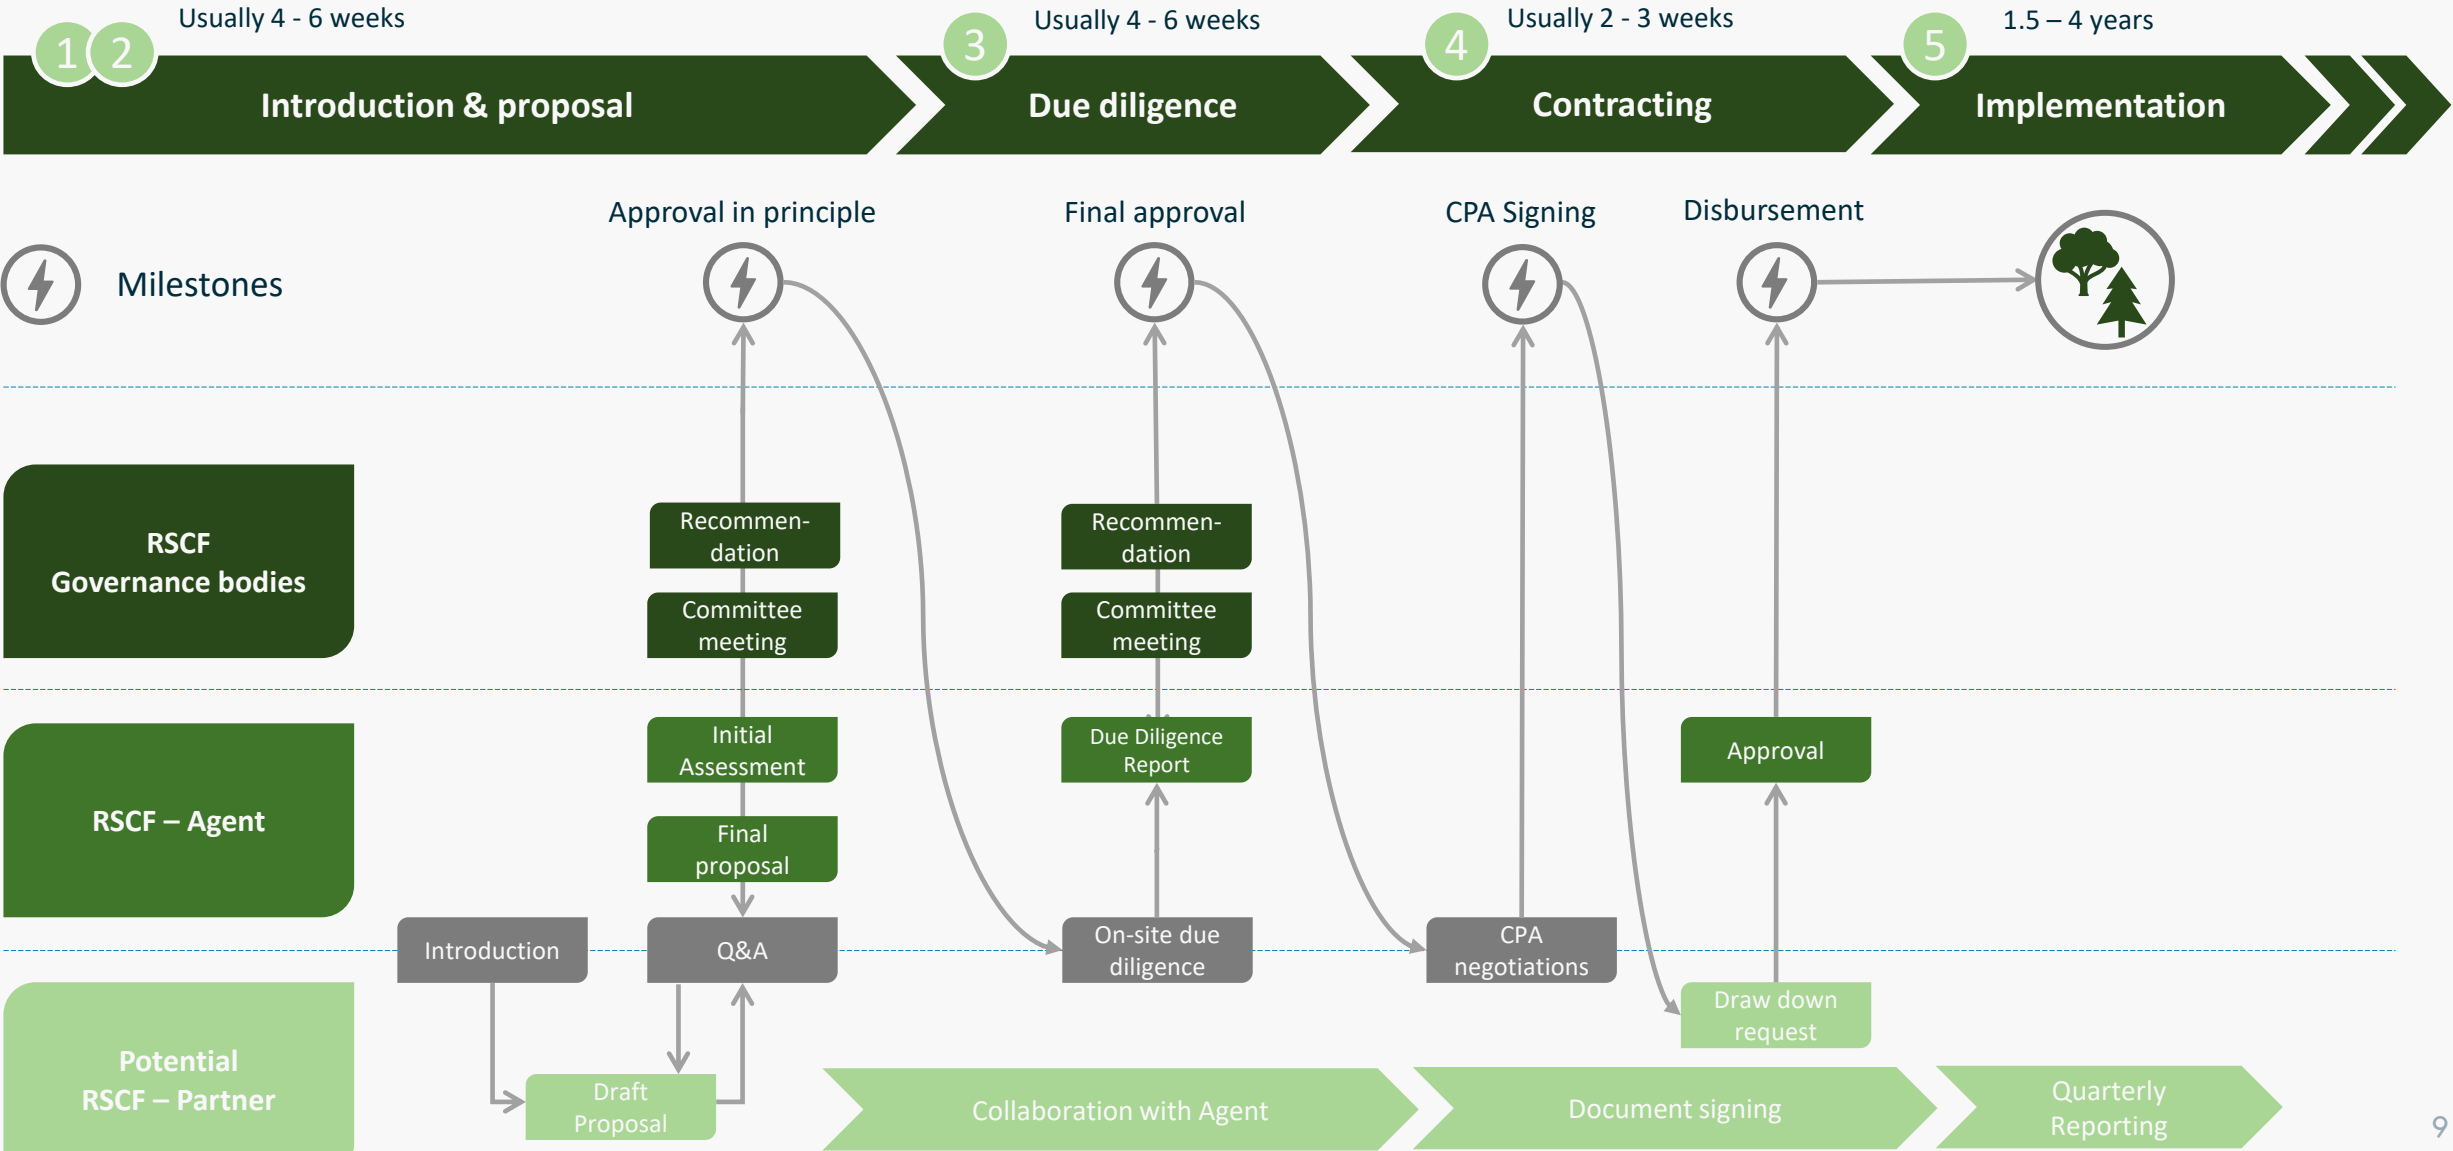 Usually 4 - 6 weeks
Usually 4 - 6 weeks
Usually 2 - 3 weeks
1.5 – 4 years
1
2
3
4
5
Introduction & proposal
Due diligence
Contracting
Implementation
Approval in principle
Final approval
CPA Signing
Disbursement
Milestones
RSCF
Governance bodies
Recommen-
dation
Committee
meeting
Recommen-
dation
Committee
meeting
RSCF – Agent
Initial
Assessment
Final
proposal
Due Diligence
Report
Approval
Introduction
Q&A
On-site due
diligence
CPA
negotiations
Potential
RSCF – Partner
Draft
Proposal
Draw down
request
Collaboration with Agent
Document signing
Quarterly
Reporting
9